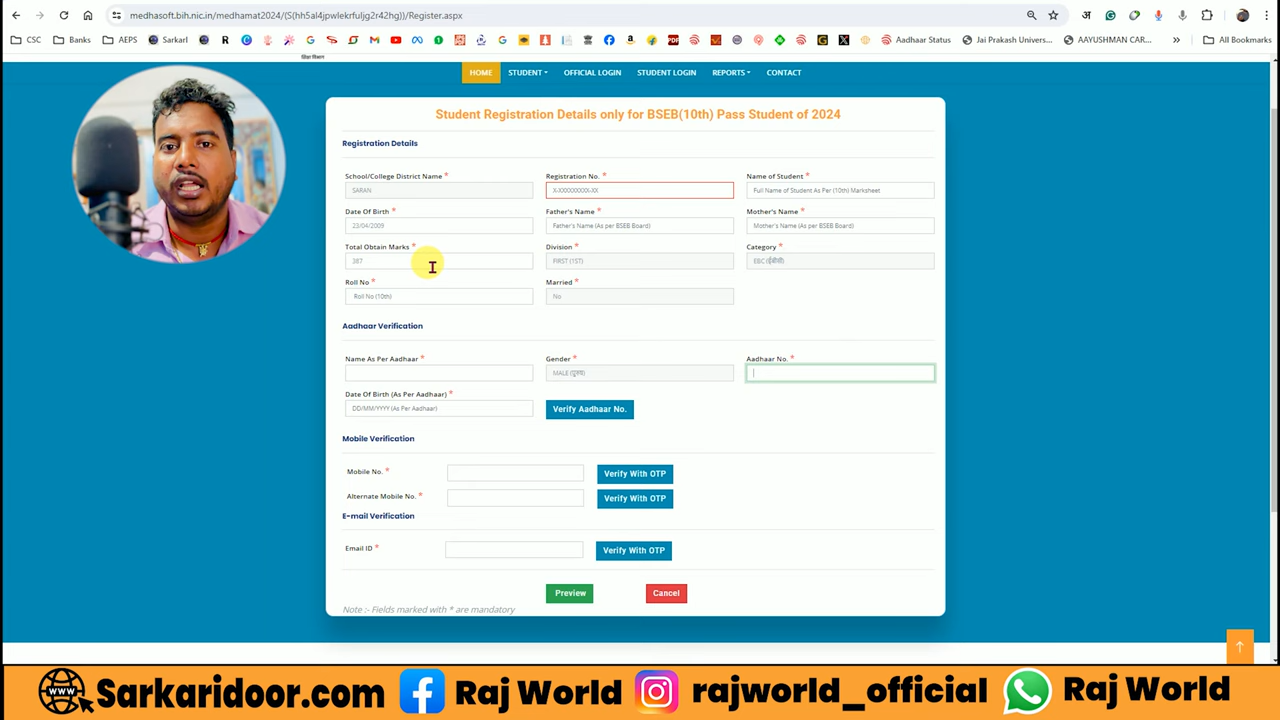 medhasoft.bih.nic.in/medhamat2024/(S(hh5al4jpwlekrfuljg2r42hg))/Register.aspx
CSC Banks AEPS Sarkari Aadhaar Status Jai Prakash Univers... AAYUSHMAN CAR... » All Bookmarks
HOME STUDENT OFFICIAL LOGIN STUDENT LOGIN REPORTS CONTACT
Student Registration Details only for BSEB(10th) Pass Student of 2024
Registration Details
School/College District Name * Registration No. * Name of Student *
SARAN X-XXXXXXXXX-XX Full Name of Student As Per (10th) Marksheet
Date Of Birth * Father's Name * Mother's Name *
23/04/2009 Father's Name (As per BSEB Board) Mother's Name (As per BSEB Board)
Total Obtain Marks * Division * Category *
387 FIRST (1ST) EBC (ईबीसी)
Roll No * Married *
Roll No (10th) No
Aadhaar Verification
Name As Per Aadhaar * Gender * Aadhaar No. *
MALE (पुरुष)
Date Of Birth (As Per Aadhaar) *
DD/MM/YYYY (As Per Aadhaar) Verify Aadhaar No.
Mobile Verification
Mobile No. * Verify With OTP
Alternate Mobile No. * Verify With OTP
E-mail Verification
Email ID * Verify With OTP
Preview Cancel
Note :- Fields marked with * are mandatory
www Sarkaridoor.com Raj World rajworld_official Raj World